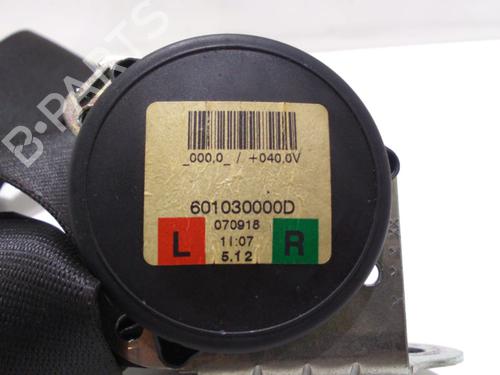 B-PARTS
_000,0_ / +040,0V
601030000D
070918
L
11:07
R
5.12